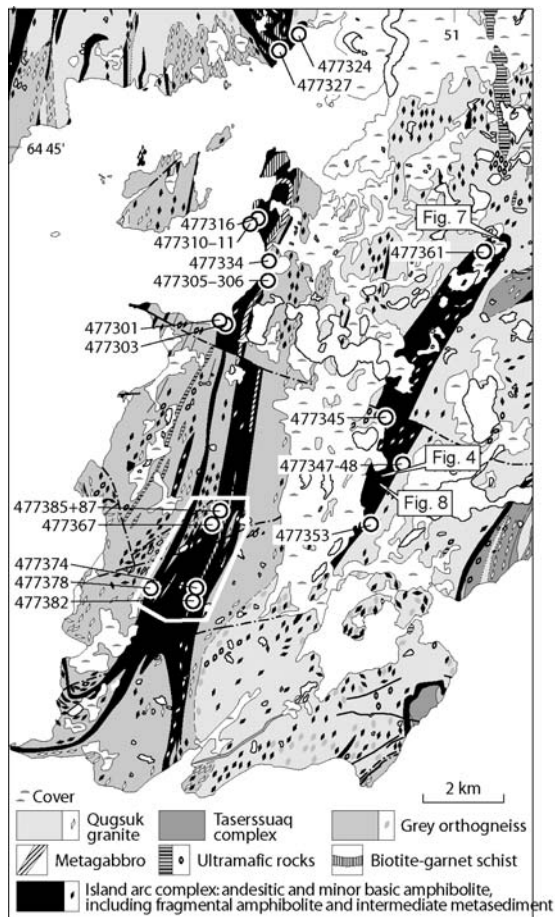 51
477324
477327
64 45'
477316
477310–11
Fig. 7
477361
477334
477305–306
477301
477303
477345
477347-48
Fig. 4
477385+87
477367
Fig. 8
477353
477374
477378
477382
2 km
Cover
Qugsuk granite
Taserssuaq complex
Grey orthogneiss
Metagabbro
Ultramafic rocks
Biotite-garnet schist
Island arc complex: andesitic and minor basic amphibolite,
including fragmental amphibolite and intermediate metasediment